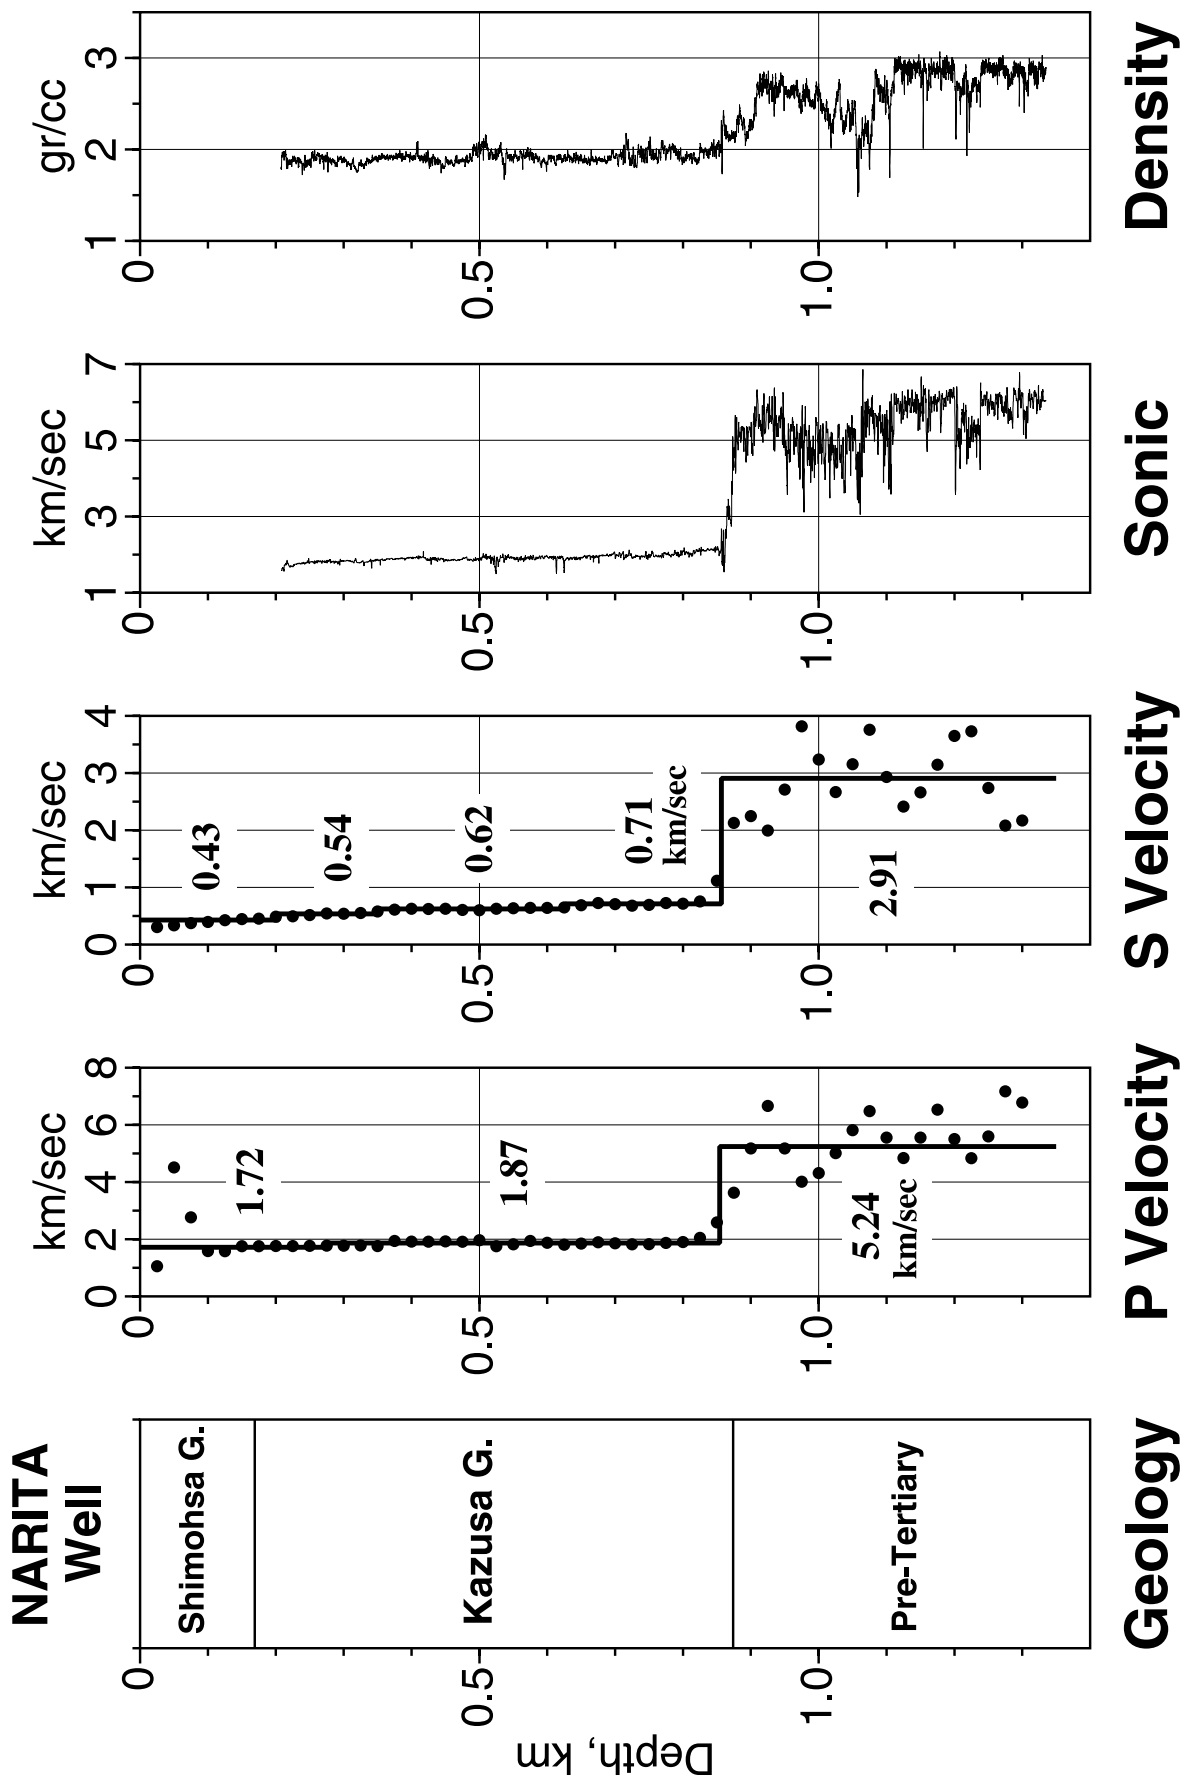 NARITA
Well
Depth, km
0
0.5
1.0
Shimohsa G.
Kazusa G.
Pre-Tertiary
Geology
km/sec
0
2
4
6
8
0
0.5
1.0
1.72
1.87
5.24
km/sec
P Velocity
km/sec
0
1
2
3
4
0
0.5
1.0
0.43
0.54
0.62
0.71
km/sec
2.91
S Velocity
km/sec
1
3
5
7
0
0.5
1.0
Sonic
gr/cc
1
2
3
0
0.5
1.0
Density